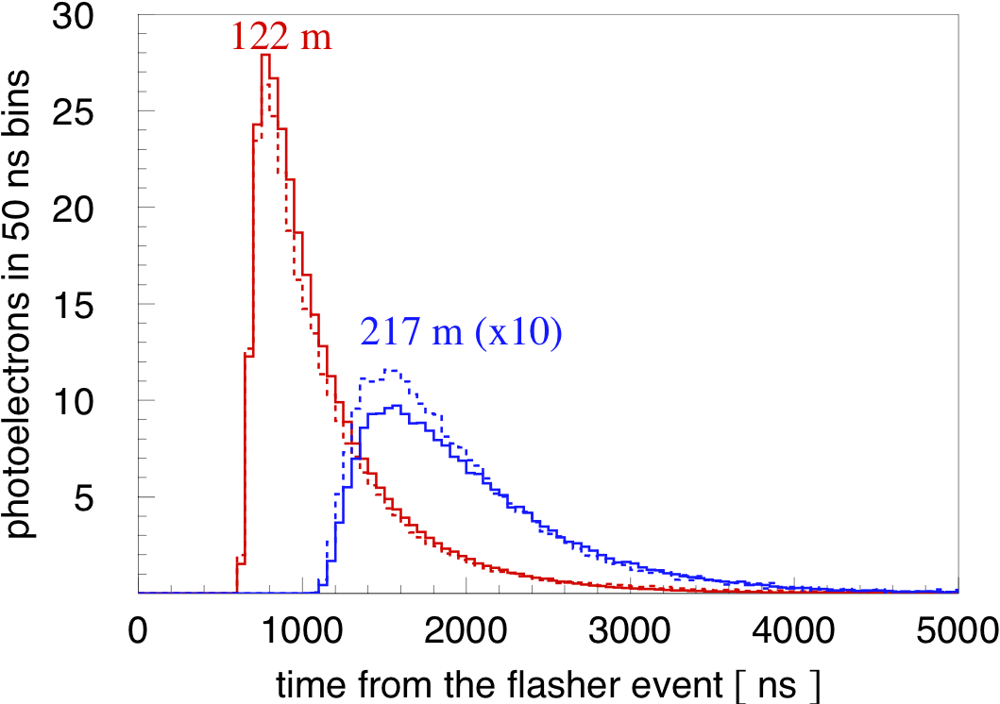 30
122 m
25
20
15
217 m (x10)
10
5
photoelectrons in 50 ns bins
0 1000 2000 3000 4000 5000
time from the flasher event [ ns ]